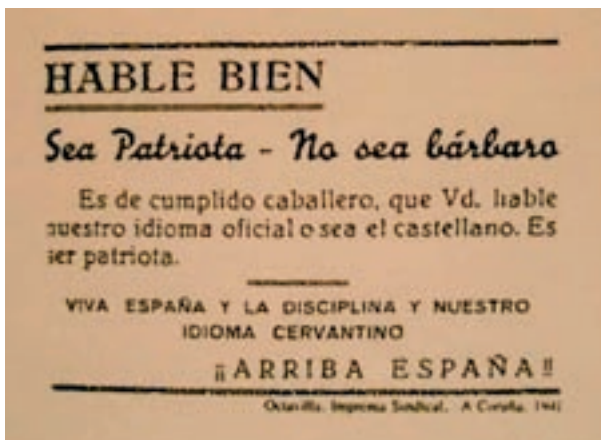 HABLE BIEN
Sea Patriota - No sea bárbaro
Es de cumplido caballero, que Vd. hable
nuestro idioma oficial o sea el castellano. Es
ser patriota.
VIVA ESPAÑA Y LA DISCIPLINA Y NUESTRO
IDIOMA CERVANTINO
¡¡ARRIBA ESPAÑA!!
Octavilla. Imprenta Sindical. A Coruña.